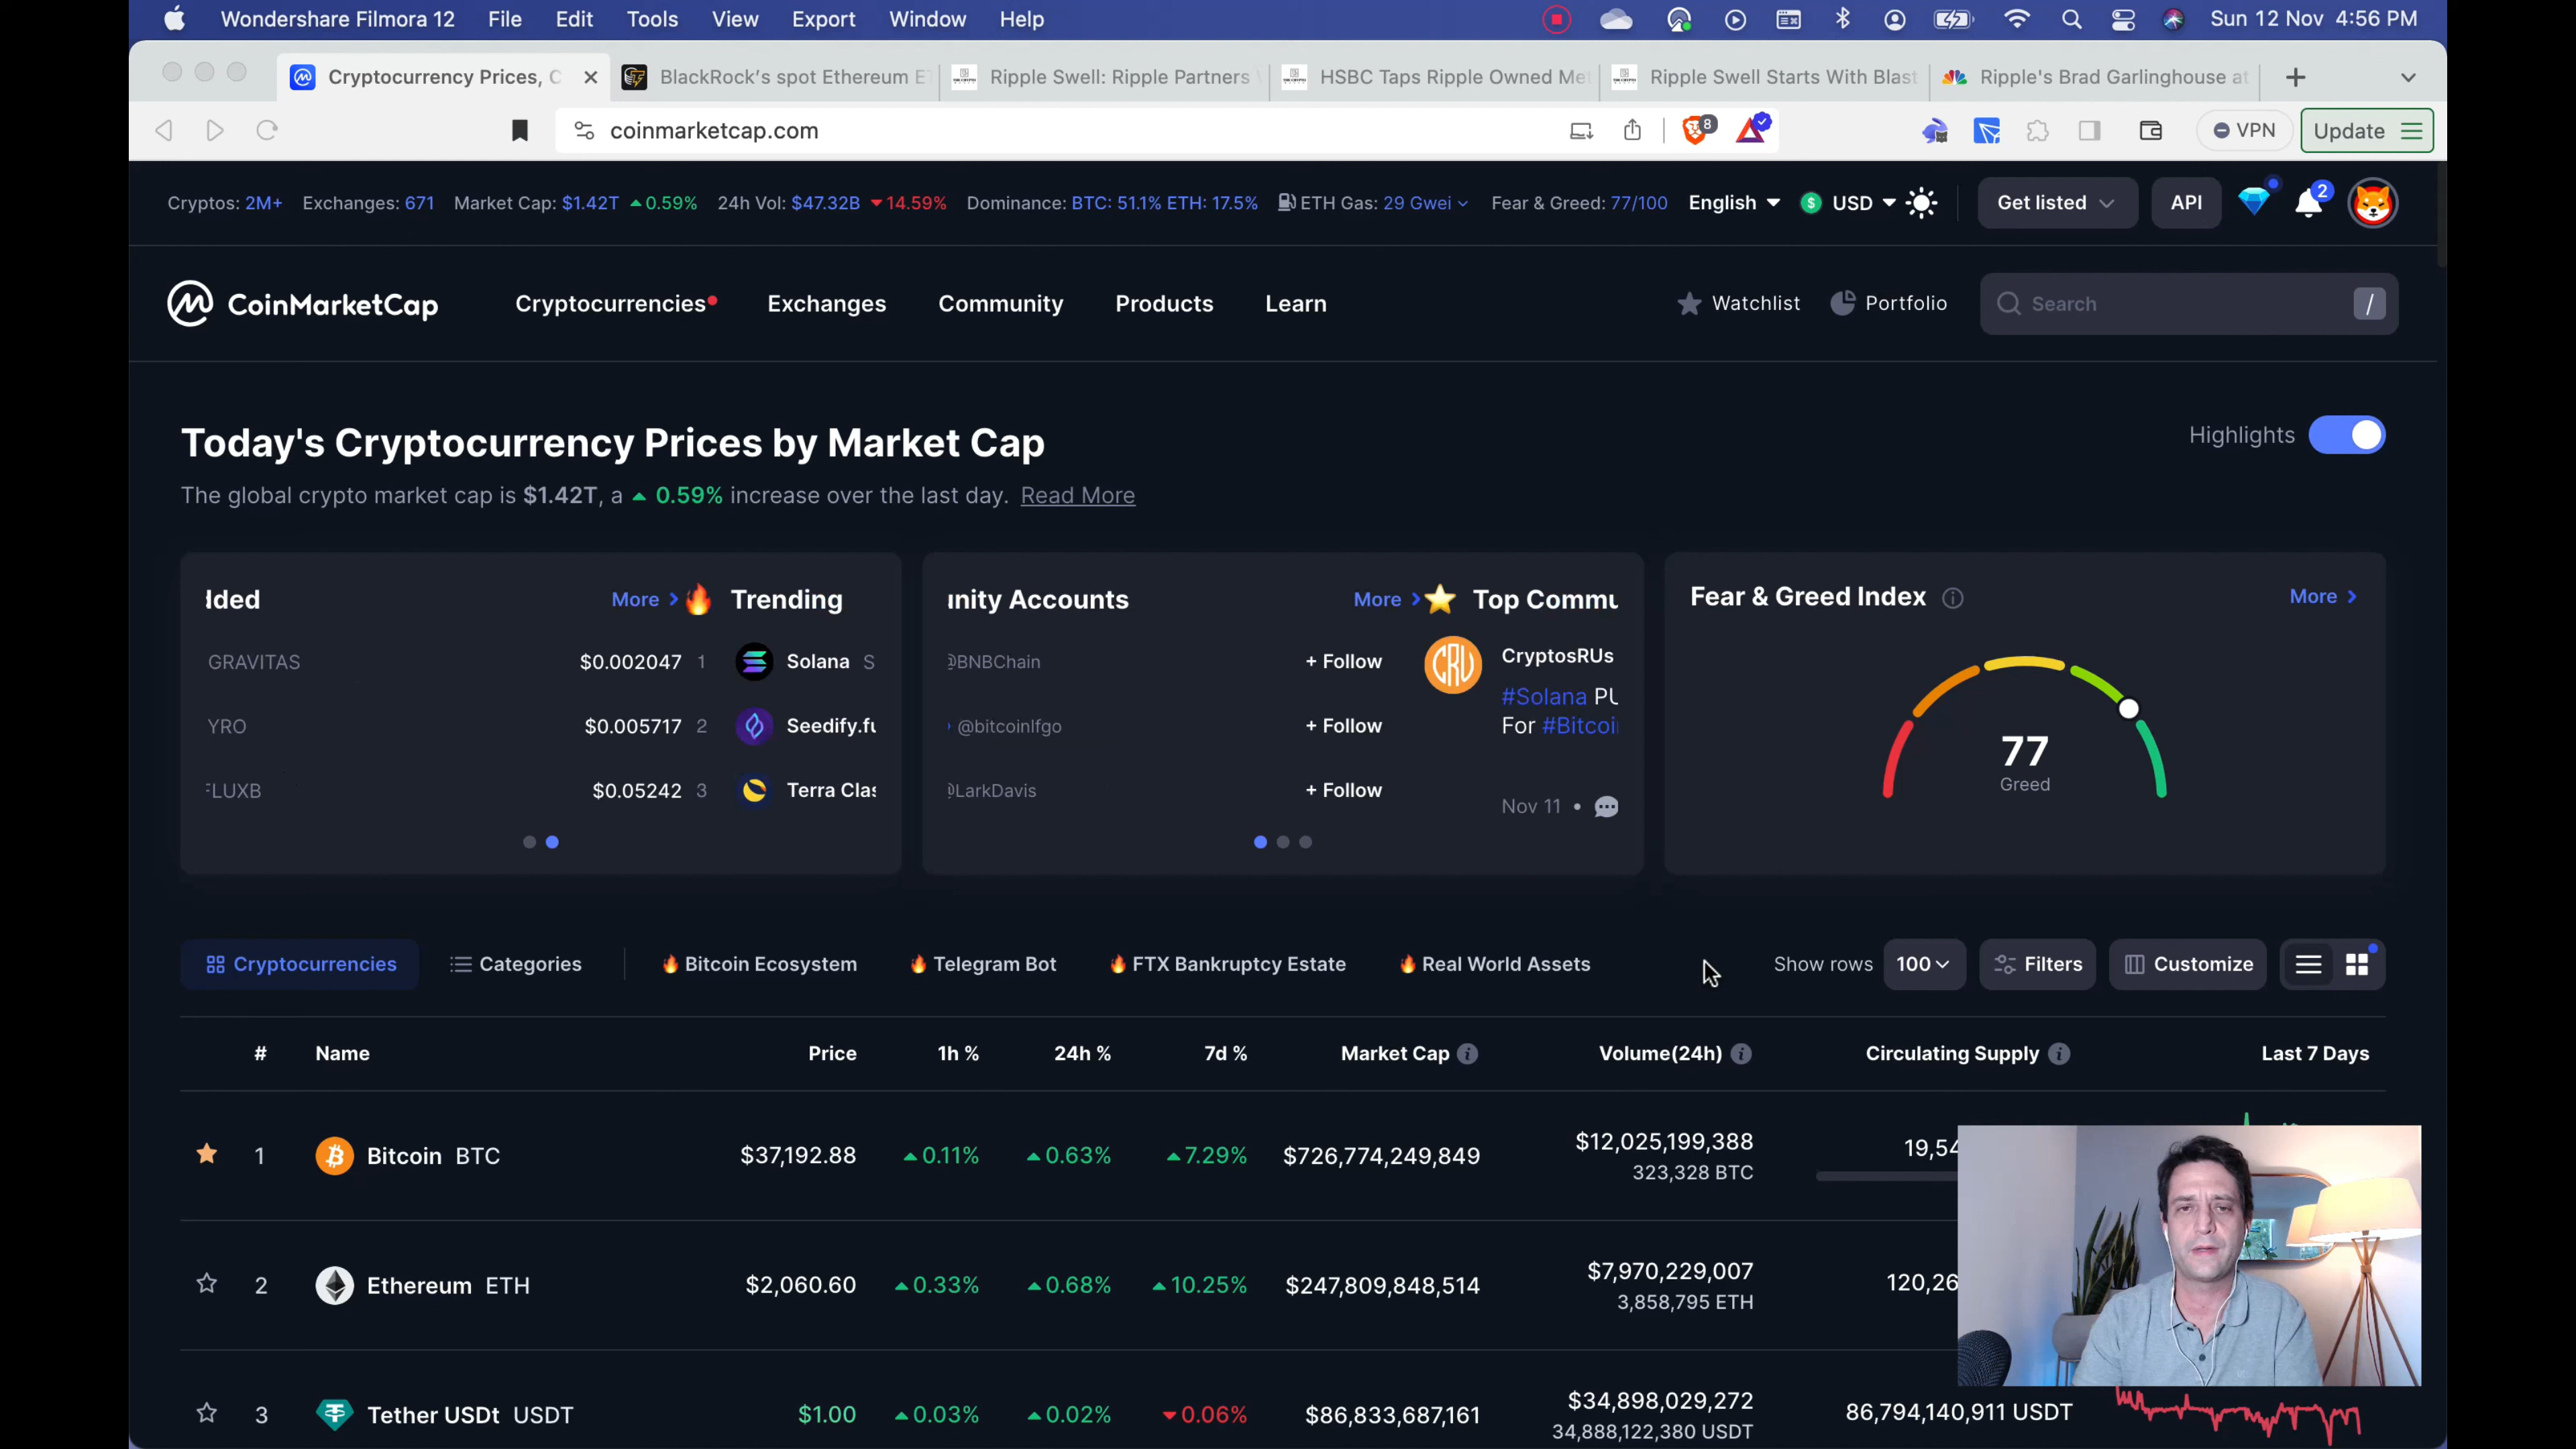 Wondershare Filmora 12 File Edit Tools View Export Window Help Sun 12 Nov 4:56 PM
Cryptocurrency Prices, C BlackRock's spot Ethereum E Ripple Swell: Ripple Partners HSBC Taps Ripple Owned Me Ripple Swell Starts With Blast Ripple's Brad Garlinghouse at
coinmarketcap.com 8 VPN Update
Cryptos: 2M+ Exchanges: 671 Market Cap: $1.42T 0.59% 24h Vol: $47.32B 14.59% Dominance: BTC: 51.1% ETH: 17.5% ETH Gas: 29 Gwei Fear & Greed: 77/100 English USD Get listed API 2
CoinMarketCap Cryptocurrencies Exchanges Community Products Learn Watchlist Portfolio Search /
Today's Cryptocurrency Prices by Market Cap Highlights
The global crypto market cap is $1.42T, a 0.59% increase over the last day. Read More
dded More Trending
GRAVITAS $0.002047 1 Solana S
YRO $0.005717 2 Seedify.fu
FLUXB $0.05242 3 Terra Clas
unity Accounts More Top Commu
@BNBChain + Follow CryptosRUs
#Solana PU
@bitcoinlfgo + Follow For #Bitcoi
@LarkDavis + Follow
Nov 11 •
Fear & Greed Index More
77
Greed
Cryptocurrencies Categories Bitcoin Ecosystem Telegram Bot FTX Bankruptcy Estate Real World Assets Show rows 100 Filters Customize
# Name Price 1h % 24h % 7d % Market Cap Volume(24h) Circulating Supply Last 7 Days
1 Bitcoin BTC $37,192.88 0.11% 0.63% 7.29% $726,774,249,849 $12,025,199,388 19,54
323,328 BTC
2 Ethereum ETH $2,060.60 0.33% 0.68% 10.25% $247,809,848,514 $7,970,229,007 120,26
3,858,795 ETH
3 Tether USDt USDT $1.00 0.03% 0.02% 0.06% $86,833,687,161 $34,898,029,272 86,794,140,911 USDT
34,888,122,380 USDT